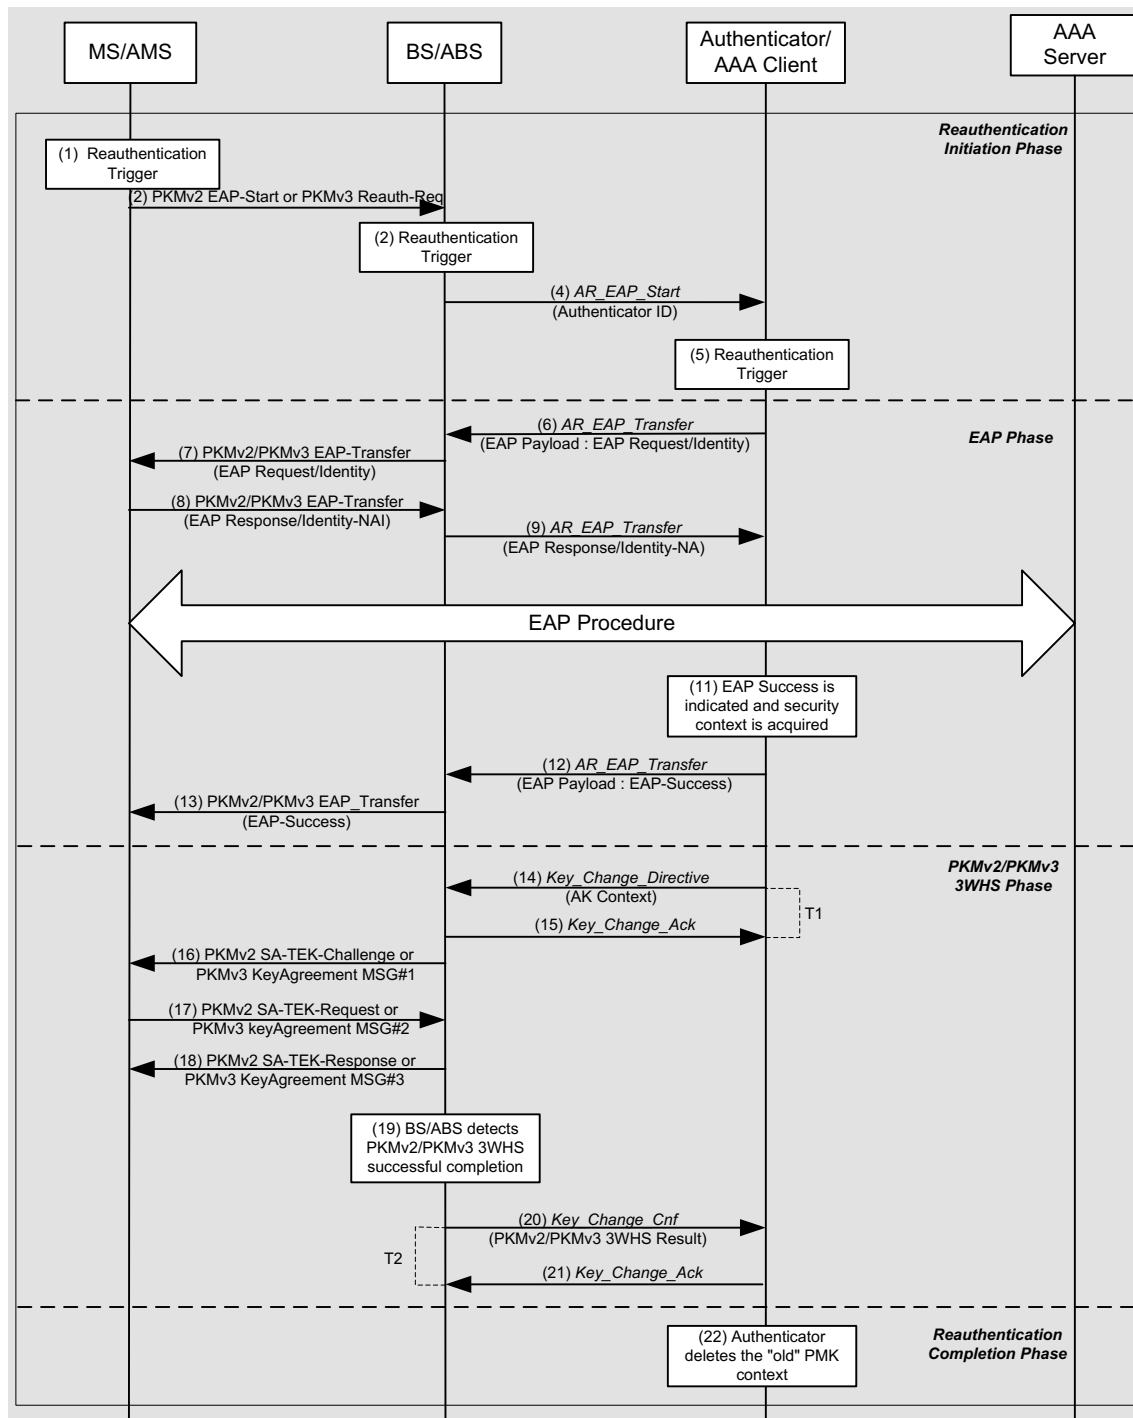 MS/AMS
BS/ABS
Authenticator/
AAA Client
AAA
Server
Reauthentication
Initiation Phase
(1) Reauthentication
Trigger
(2) PKMv2 EAP-Start or PKMv3 Reauth-Req
(2) Reauthentication
Trigger
(4) AR_EAP_Start
(Authenticator ID)
(5) Reauthentication
Trigger
EAP Phase
(6) AR_EAP_Transfer
(EAP Payload : EAP Request/Identity)
(7) PKMv2/PKMv3 EAP-Transfer
(EAP Request/Identity)
(8) PKMv2/PKMv3 EAP-Transfer
(EAP Response/Identity-NAI)
(9) AR_EAP_Transfer
(EAP Response/Identity-NA)
EAP Procedure
(11) EAP Success is
indicated and security
context is acquired
(12) AR_EAP_Transfer
(EAP Payload : EAP-Success)
(13) PKMv2/PKMv3 EAP_Transfer
(EAP-Success)
PKMv2/PKMv3
3WHS Phase
(14) Key_Change_Directive
(AK Context)
T1
(15) Key_Change_Ack
(16) PKMv2 SA-TEK-Challenge or
PKMv3 KeyAgreement MSG#1
(17) PKMv2 SA-TEK-Request or
PKMv3 keyAgreement MSG#2
(18) PKMv2 SA-TEK-Response or
PKMv3 KeyAgreement MSG#3
(19) BS/ABS detects
PKMv2/PKMv3 3WHS
successful completion
(20) Key_Change_Cnf
(PKMv2/PKMv3 3WHS Result)
T2
(21) Key_Change_Ack
(22) Authenticator
deletes the "old" PMK
context
Reauthentication
Completion Phase